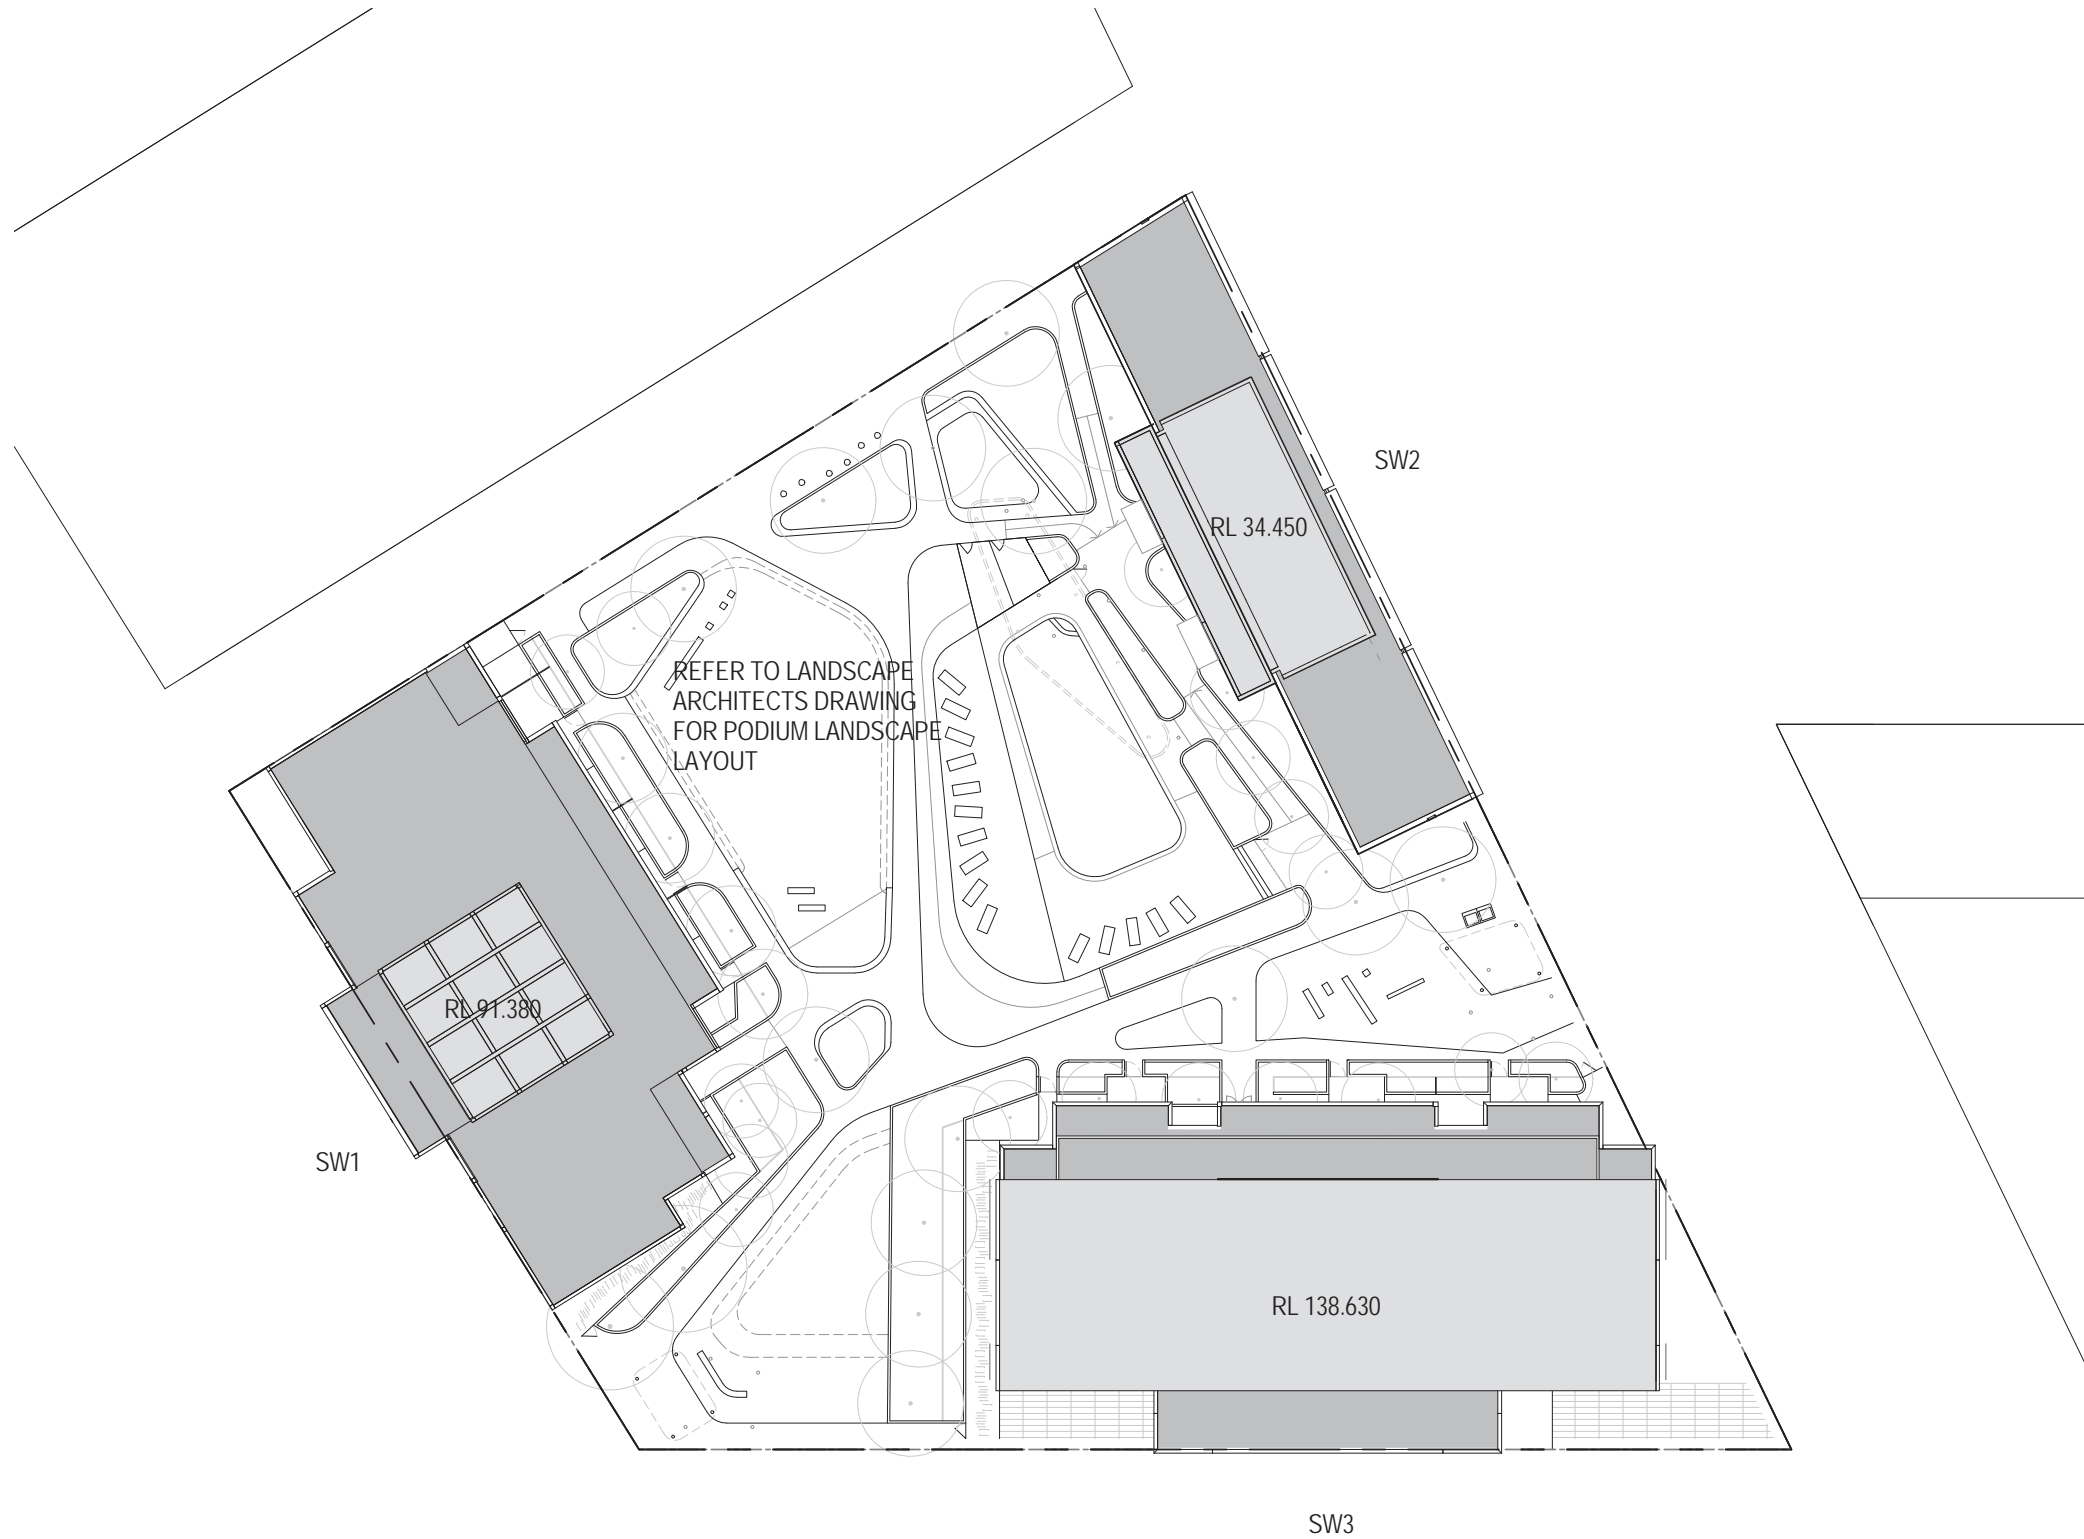 SW2
RL 34.450
REFER TO LANDSCAPE
ARCHITECTS DRAWING
FOR PODIUM LANDSCAPE
LAYOUT
RL 91.380
SW1
RL 138.630
SW3